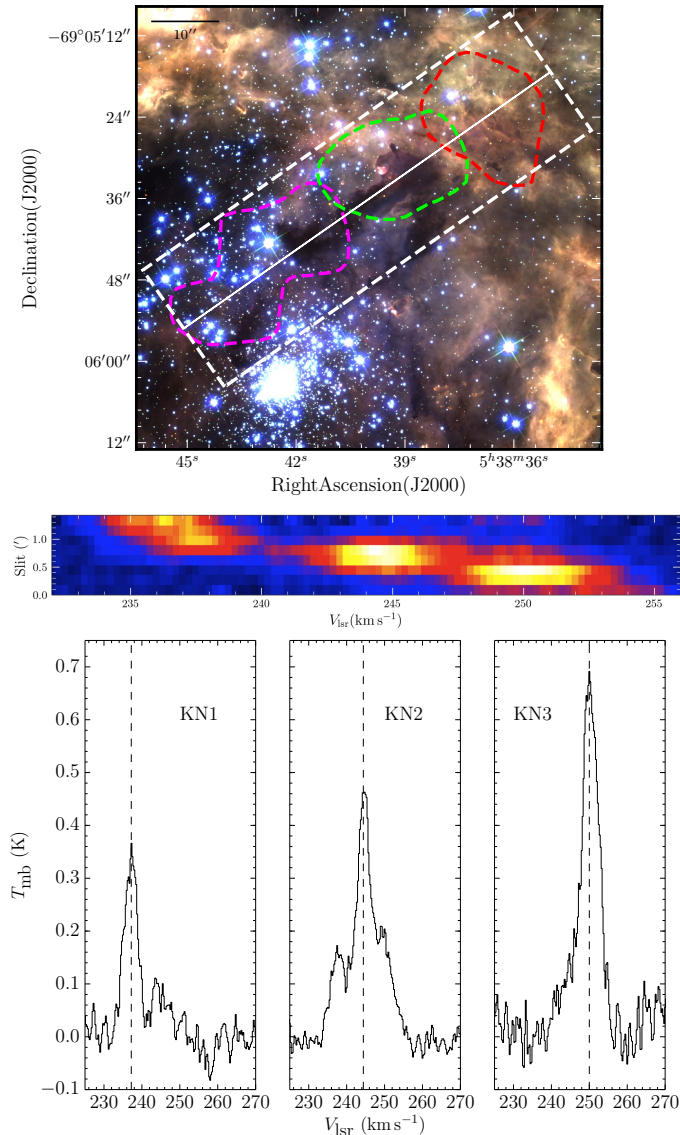 10″
−69°05′12″
24″
36″
48″
06′00″
12″
Declination(J2000)
45ˢ 42ˢ 39ˢ 5ʰ38ᵐ36ˢ
RightAscension(J2000)
Slit (′)
1.0
0.5
0.0
235 240 245 250 255
V_lsr(km s⁻¹)
KN1 KN2 KN3
T_mb (K)
0.7
0.6
0.5
0.4
0.3
0.2
0.1
0.0
−0.1
230 240 250 260 270 230 240 250 260 270 230 240 250 260 270
V_lsr (km s⁻¹)